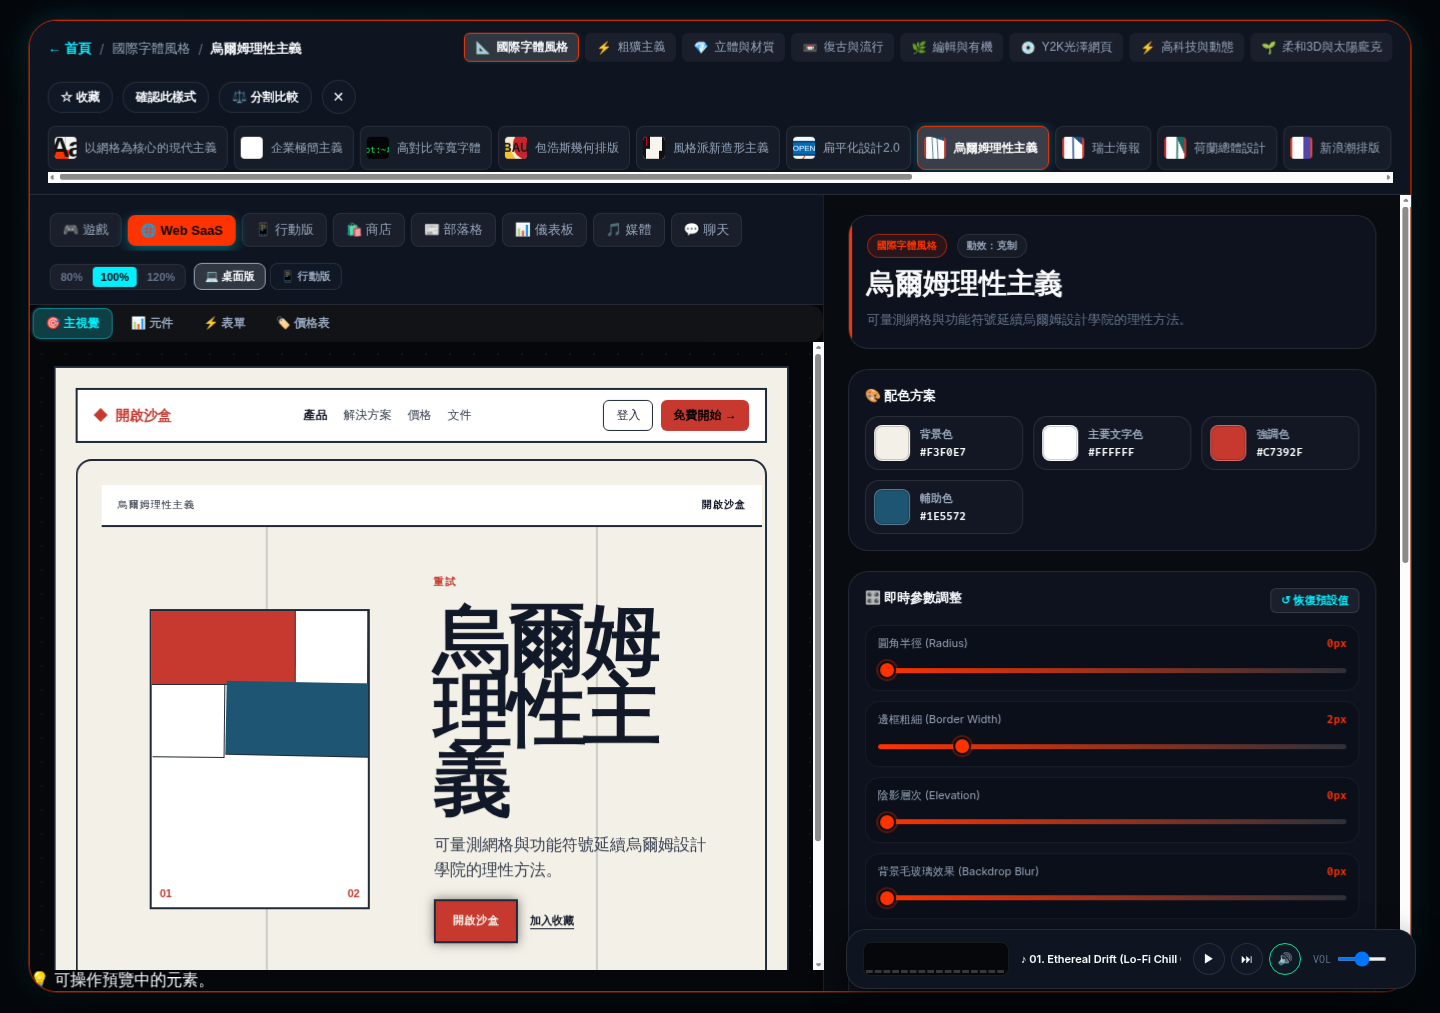 ← 首頁 / 國際字體風格 / 烏爾姆理性主義
國際字體風格 粗獷主義 立體與材質 復古與流行 編輯與有機 Y2K光澤網頁 高科技與動態 柔和3D與太陽龐克
☆ 收藏 確認此樣式 分割比較 ✕
Aa 以網格為核心的現代主義 企業極簡主義 高對比等寬字體 BAU 包浩斯幾何排版 風格派新造形主義 OPEN 扁平化設計2.0 烏爾姆理性主義 瑞士海報 荷蘭總體設計 新浪潮排版
遊戲 Web SaaS 行動版 商店 部落格 儀表板 媒體 聊天
80% 100% 120% 桌面版 行動版
主視覺 元件 表單 價格表
開啟沙盒 產品 解決方案 價格 文件 登入 免費開始 →
烏爾姆理性主義 開啟沙盒
重試
烏爾姆
理性主
義
可量測網格與功能符號延續烏爾姆設計
學院的理性方法。
開啟沙盒 加入收藏
01 02
可操作預覽中的元素。
國際字體風格 動效：克制
烏爾姆理性主義
可量測網格與功能符號延續烏爾姆設計學院的理性方法。
配色方案
背景色
#F3F0E7
主要文字色
#FFFFFF
強調色
#C7392F
輔助色
#1E5572
即時參數調整 ↺ 恢復預設值
圓角半徑 (Radius) 0px
邊框粗細 (Border Width) 2px
陰影層次 (Elevation) 0px
背景毛玻璃效果 (Backdrop Blur) 0px
♪ 01. Ethereal Drift (Lo-Fi Chill
VOL